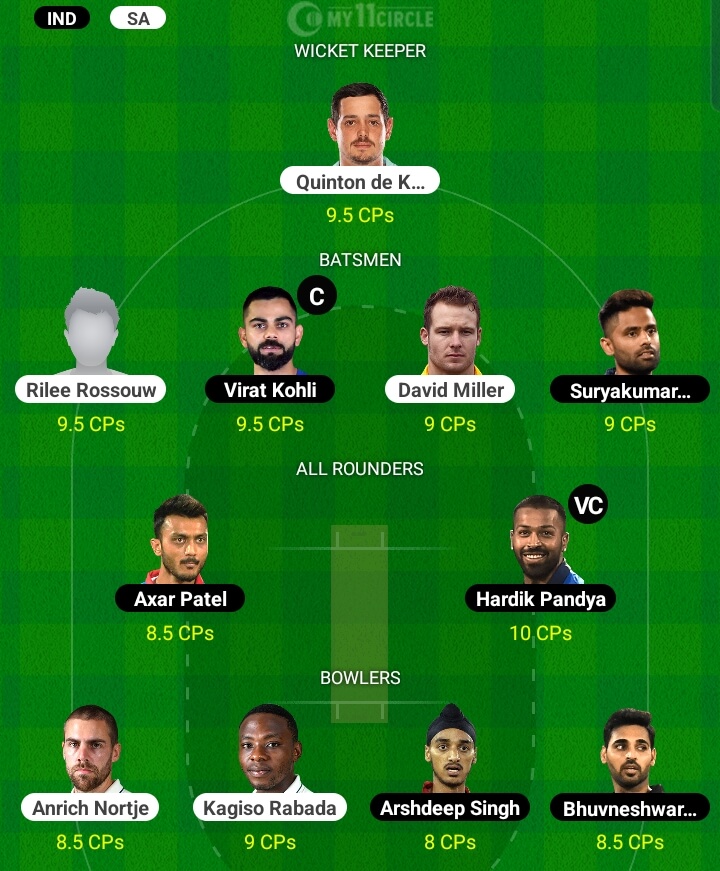 IND SA MY11CIRCLE
WICKET KEEPER
Quinton de K...
9.5 CPs
BATSMEN
C
Rilee Rossouw Virat Kohli David Miller Suryakumar...
9.5 CPs 9.5 CPs 9 CPs 9 CPs
ALL ROUNDERS
VC
Axar Patel Hardik Pandya
8.5 CPs 10 CPs
BOWLERS
Anrich Nortje Kagiso Rabada Arshdeep Singh Bhuvneshwar...
8.5 CPs 9 CPs 8 CPs 8.5 CPs